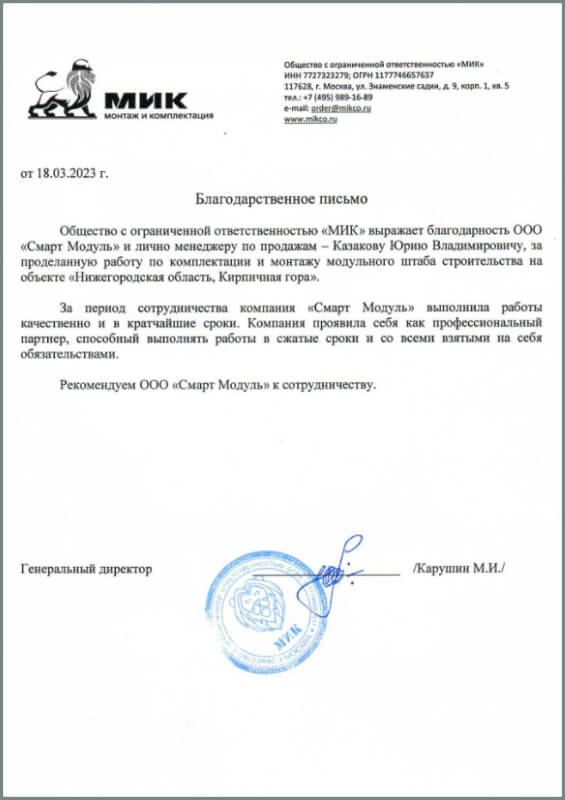 МИК
монтаж и комплектация
Общество с ограниченной ответственностью «МИК»
ИНН 7727323279; ОГРН 1177746657637
117628, г. Москва, ул. Знаменские садки, д. 9, корп. 1, кв. 5
тел.: +7 (495) 989-16-89
e-mail: order@mikco.ru
www.mikco.ru
от 18.03.2023 г.
Благодарственное письмо
Общество с ограниченной ответственностью «МИК» выражает благодарность ООО
«Смарт Модуль» и лично менеджеру по продажам – Казакову Юрию Владимировичу, за
проделанную работу по комплектации и монтажу модульного штаба строительства на
объекте «Нижегородская область, Кирпичная гора».
За период сотрудничества компания «Смарт Модуль» выполнила работы
качественно и в кратчайшие сроки. Компания проявила себя как профессиональный
партнер, способный выполнять работы в сжатые сроки и со всеми взятыми на себя
обязательствами.
Рекомендуем ООО «Смарт Модуль» к сотрудничеству.
Генеральный директор
/Карушин М.И./
МИК